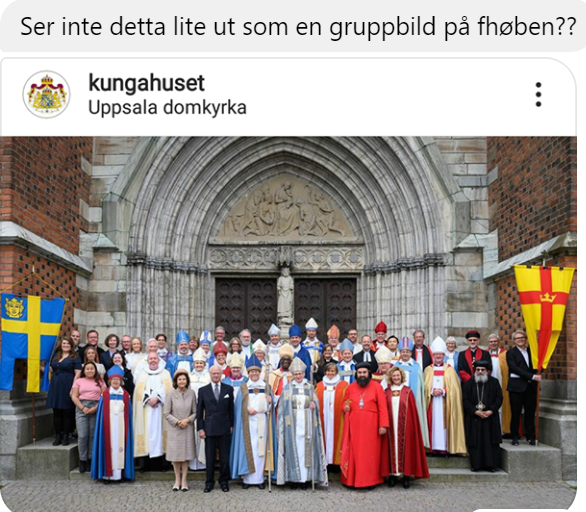 Ser inte detta lite ut som en gruppbild på fhøben??
kungahuset
Uppsala domkyrka